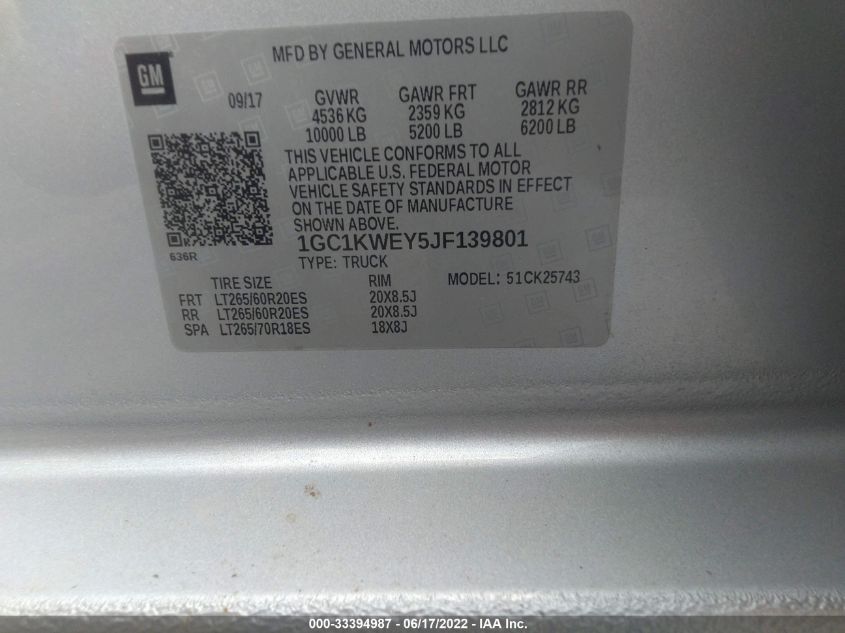 GM
MFD BY GENERAL MOTORS LLC
09/17 GVWR GAWR FRT GAWR RR
4536 KG 2359 KG 2812 KG
10000 LB 5200 LB 6200 LB
THIS VEHICLE CONFORMS TO ALL
APPLICABLE U.S. FEDERAL MOTOR
VEHICLE SAFETY STANDARDS IN EFFECT
ON THE DATE OF MANUFACTURE
SHOWN ABOVE.
636R
1GC1KWEY5JF139801
TYPE: TRUCK
TIRE SIZE RIM MODEL: 51CK25743
FRT LT265/60R20ES 20X8.5J
RR LT265/60R20ES 20X8.5J
SPA LT265/70R18ES 18X8J
000-33394987 - 06/17/2022 - IAA Inc.